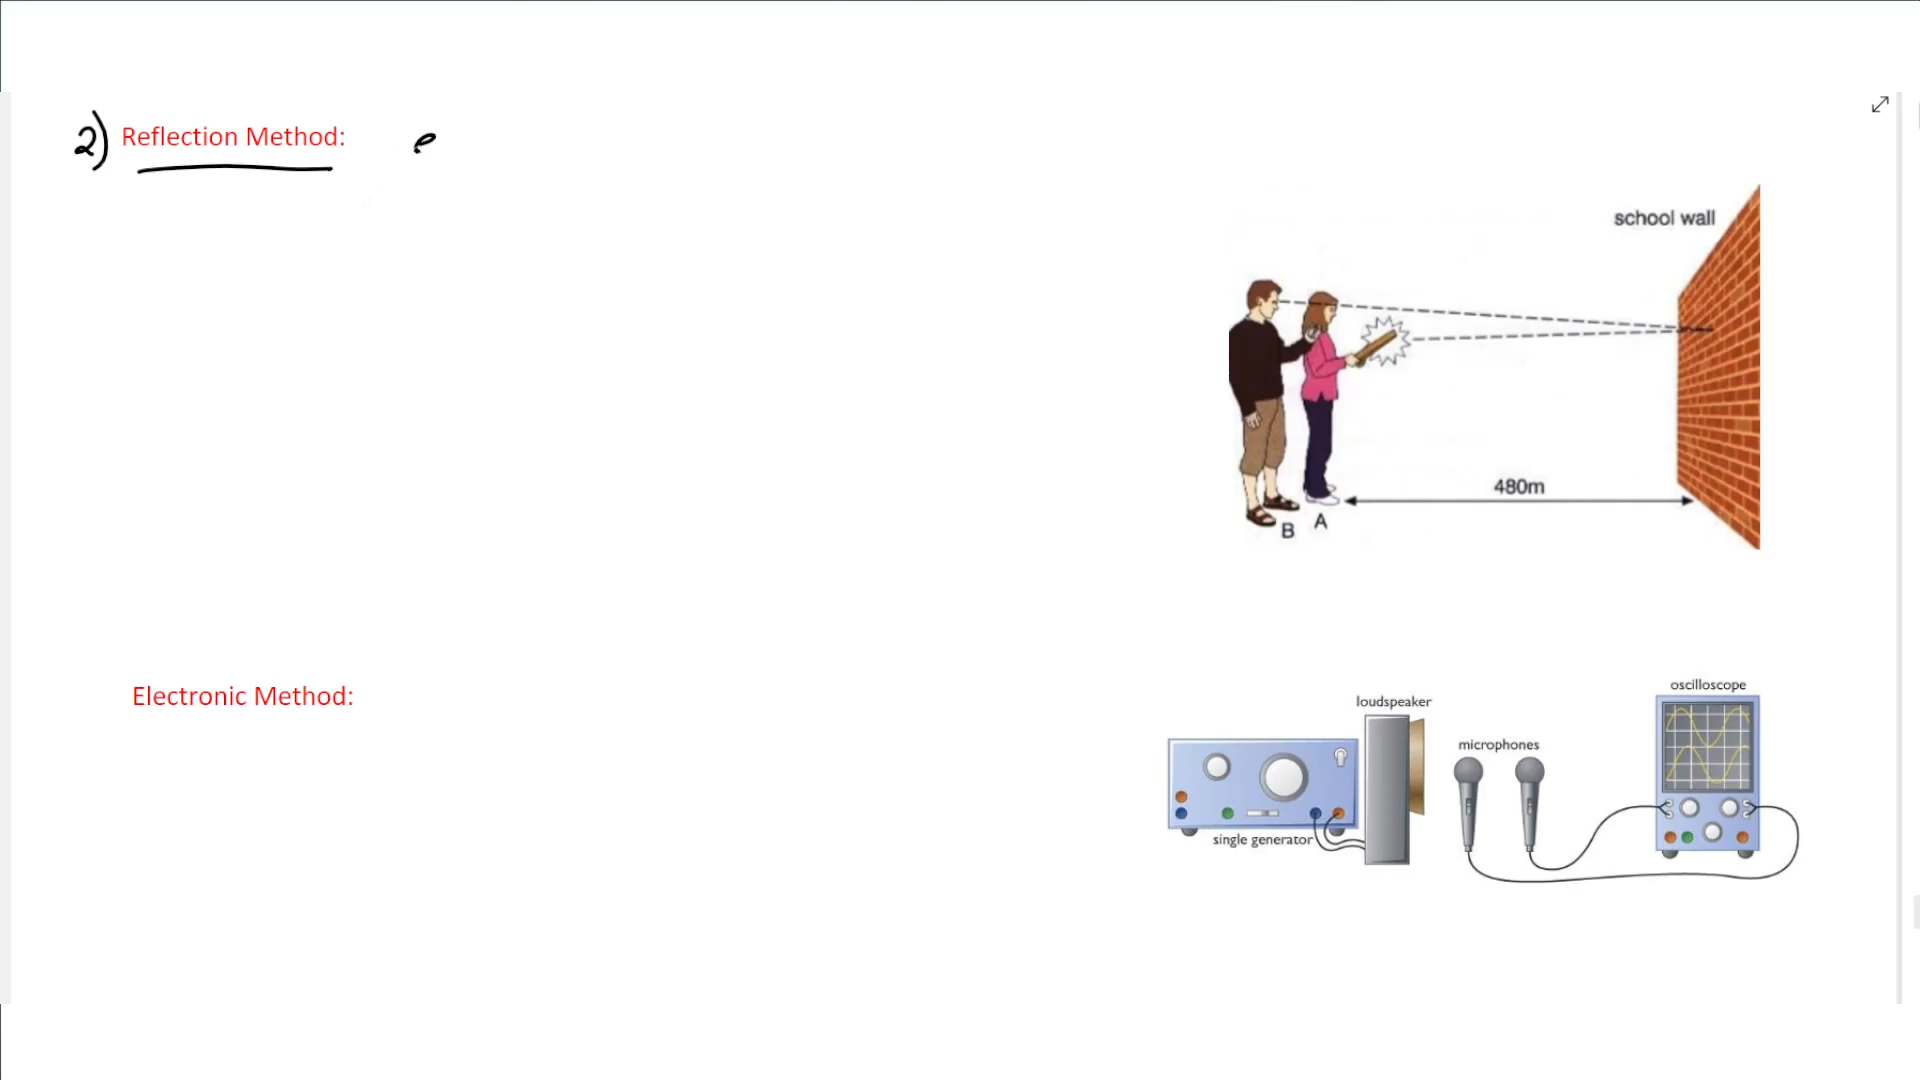 2) Reflection Method: e
school wall
480m
B A
Electronic Method:
loudspeaker
oscilloscope
microphones
single generator